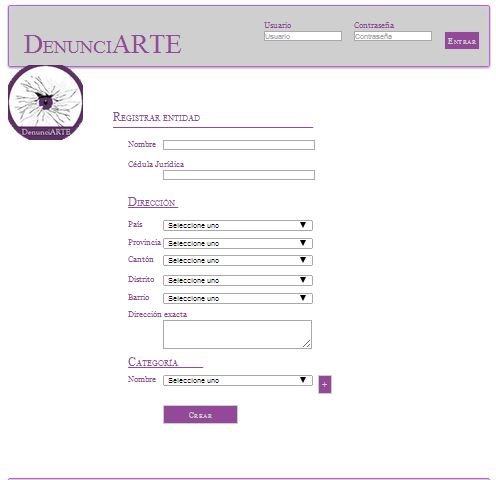 DENUNCIARTE
Usuario Contraseña
Usuario Contraseña ENTRAR
DenunciARTE
REGISTRAR ENTIDAD
Nombre
Cédula Jurídica
DIRECCIÓN
País Seleccione uno
Provincia Seleccione uno
Cantón Seleccione uno
Distrito Seleccione uno
Barrio Seleccione uno
Dirección exacta
CATEGORÍA
Nombre Seleccione uno +
CREAR